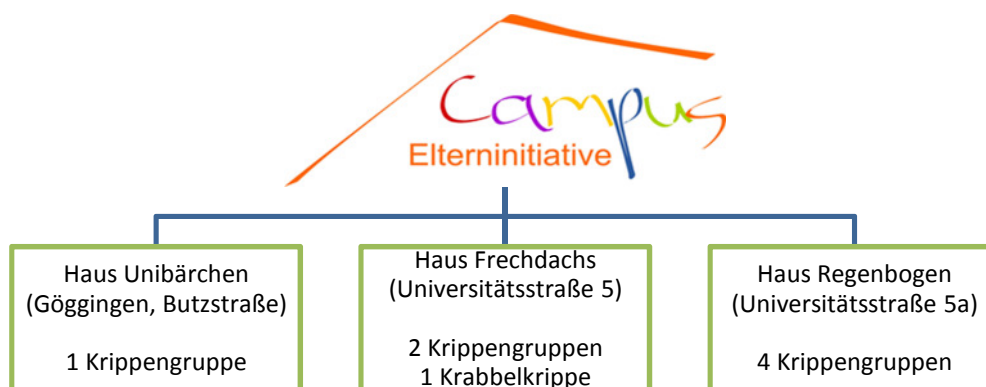 Campus
Elterninitiative
Haus Unibärchen
(Göggingen, Butzstraße)
1 Krippengruppe
Haus Frechdachs
(Universitätsstraße 5)
2 Krippengruppen
1 Krabbelkrippe
Haus Regenbogen
(Universitätsstraße 5a)
4 Krippengruppen